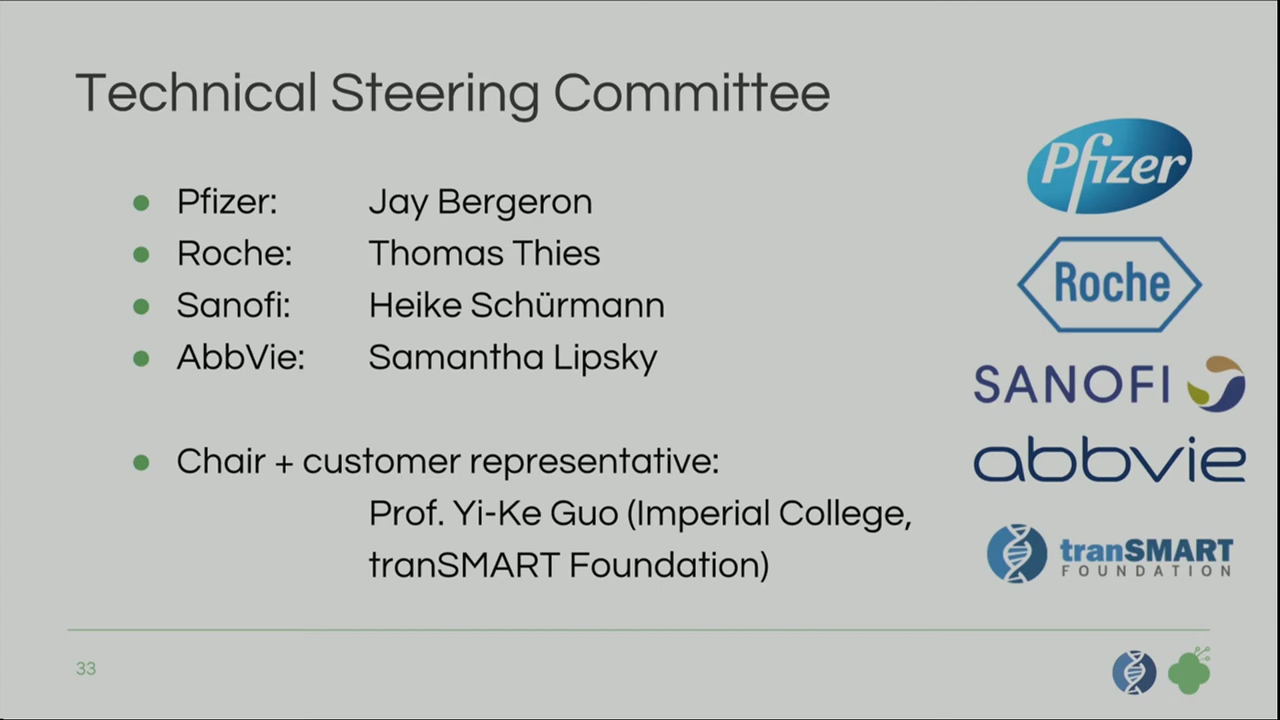 Technical Steering Committee
● Pfizer: Jay Bergeron
● Roche: Thomas Thies
● Sanofi: Heike Schürmann
● AbbVie: Samantha Lipsky
● Chair + customer representative:
Prof. Yi-Ke Guo (Imperial College,
tranSMART Foundation)
Pfizer
Roche
SANOFI
abbvie
tranSMART
FOUNDATION
33